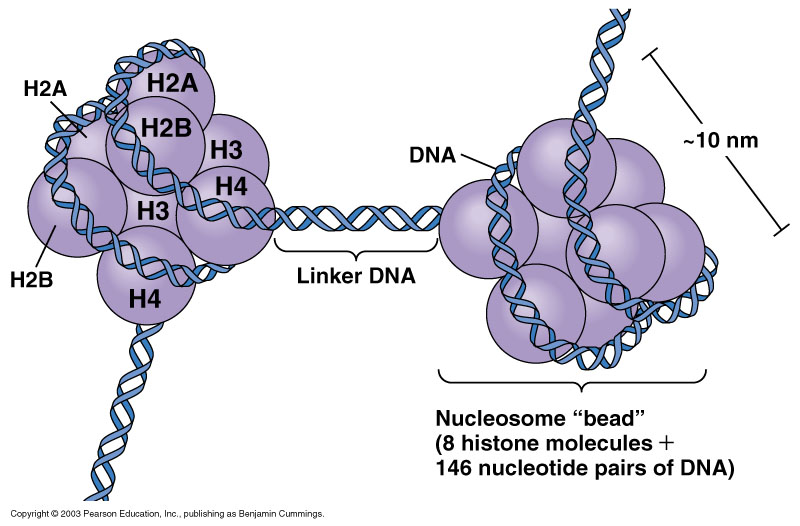 H2A
H2A
H2B
H3
H4
H3
H2B
H4
Linker DNA
DNA
~10 nm
Nucleosome “bead”
(8 histone molecules +
146 nucleotide pairs of DNA)
Copyright © 2003 Pearson Education, Inc., publishing as Benjamin Cummings.